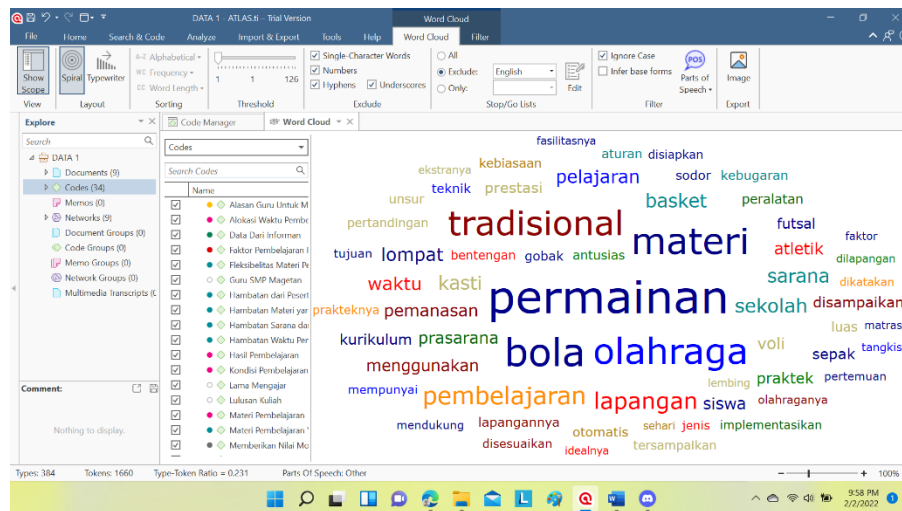 DATA 1 - ATLAS.ti - Trial Version
Word Cloud
File Home Search & Code Analyze Import & Export Tools Help Word Cloud Filter
Show Scope
Spiral
Typewriter
A-Z Alphabetical
Frequency
Word Length
1 1 126
Single-Character Words
Numbers
Hyphens
Underscores
All
Exclude: English
Only:
Edit
Ignore Case
Infer base forms
POS
Parts of Speech
Image
View Layout Sorting Threshold Exclude Stop/Go Lists Filter Export
Explore
Search
DATA 1
Documents (9)
Codes (34)
Memos (0)
Networks (9)
Document Groups (0)
Code Groups (0)
Memo Groups (0)
Network Groups (0)
Multimedia Transcripts (C
Comment:
Nothing to display.
Code Manager
Word Cloud
Codes
Search Codes
Name
Alasan Guru Untuk M
Alokasi Waktu Pembe
Data Dari Informan
Faktor Pembelajaran I
Fleksibelitas Materi Pe
Guru SMP Magetan
Hambatan dari Pesert
Hambatan Materi yar
Hambatan Sarana da
Hambatan Waktu Per
Hasil Pembelajaran
Kondisi Pembelajaran
Lama Mengajar
Lulusan Kuliah
Materi Pembelajaran
Materi Pembelajaran '
Memberikan Nilai Mo
fasilitasnya
aturan disiapkan
ekstranya kebiasaan
teknik prestasi pelajaran sodor kebugaran
unsur basket peralatan
pertandingan tradisional materi futsal
faktor
tujuan lompat bentengan gobak antusias atletik dilapangan
waktu kasti permainan sarana dikatakan
prakteknya pemanasan sekolah disampaikan
kurikulum prasarana bola olahraga voli luas matras
menggunakan sepak tangkis
mempunyai pembelajaran lapangan siswa lembing praktek pertemuan
olahraganya
mendukung lapangannya otomatis sehari jenis implementasikan
disesuaikan idealnya tersampalkan
Types: 384 Tokens: 1660 Type-Token Ratio = 0.231 Parts Of Speech: Other
100%
9:58 PM
2/2/2022
1